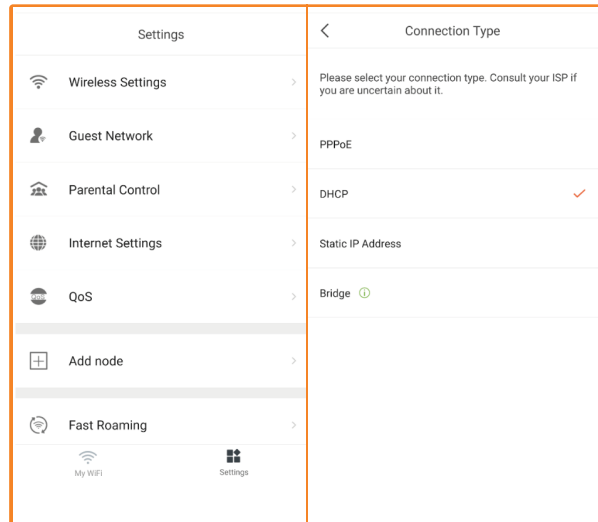 Settings
Wireless Settings
Guest Network
Parental Control
Internet Settings
QoS
Add node
Fast Roaming
My WiFi
Settings
Connection Type
Please select your connection type. Consult your ISP if
you are uncertain about it.
PPPoE
DHCP
Static IP Address
Bridge